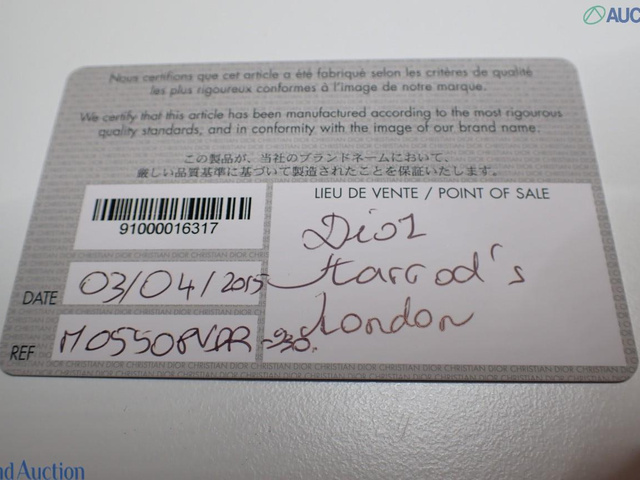 AUC
Nous certifions que cet article a été fabriqué selon les critères de qualité
les plus rigoureux conformes à l'image de notre marque.
We certify that this article has been manufactured according to the most rigourous
quality standards, and in conformity with the image of our brand name.
この製品が、当社のブランドネームにおいて、
厳しい品質基準に基づいて製造されたことを保証いたします。
91000016317
LIEU DE VENTE / POINT OF SALE
Dior
Harrod's
London
DATE 03/04/2015
REF M0550PVRR -930.
CHRISTIAN DIOR CHRISTIAN DIOR CHRISTIAN DIOR CHRISTIAN DIOR
nd Auction